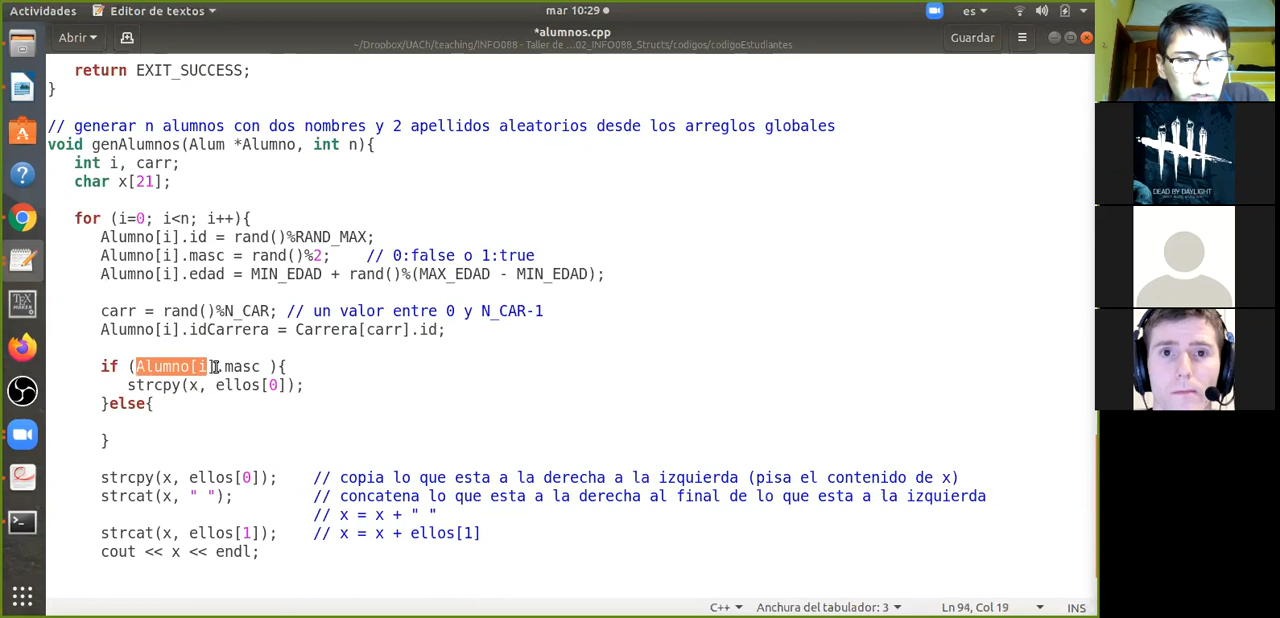 Actividades
Editor de textos
mar 10:29
es
Abrir
*alumnos.cpp
~/Dropbox/UACh/teaching/INFO088 - Taller de ...02_INFO088_Structs/codigos/codigoEstudiantes
Guardar
return EXIT_SUCCESS;
}
// generar n alumnos con dos nombres y 2 apellidos aleatorios desde los arreglos globales
void genAlumnos(Alum *Alumno, int n){
int i, carr;
char x[21];
for (i=0; i<n; i++){
Alumno[i].id = rand()%RAND_MAX;
Alumno[i].masc = rand()%2;    // 0:false o 1:true
Alumno[i].edad = MIN_EDAD + rand()%(MAX_EDAD - MIN_EDAD);
carr = rand()%N_CAR; // un valor entre 0 y N_CAR-1
Alumno[i].idCarrera = Carrera[carr].id;
if (Alumno[i].masc ){
strcpy(x, ellos[0]);
}else{
}
strcpy(x, ellos[0]);    // copia lo que esta a la derecha a la izquierda (pisa el contenido de x)
strcat(x, " ");         // concatena lo que esta a la derecha al final de lo que esta a la izquierda
// x = x + " "
strcat(x, ellos[1]);    // x = x + ellos[1]
cout << x << endl;
C++
Anchura del tabulador: 3
Ln 94, Col 19
INS
DEAD BY DAYLIGHT